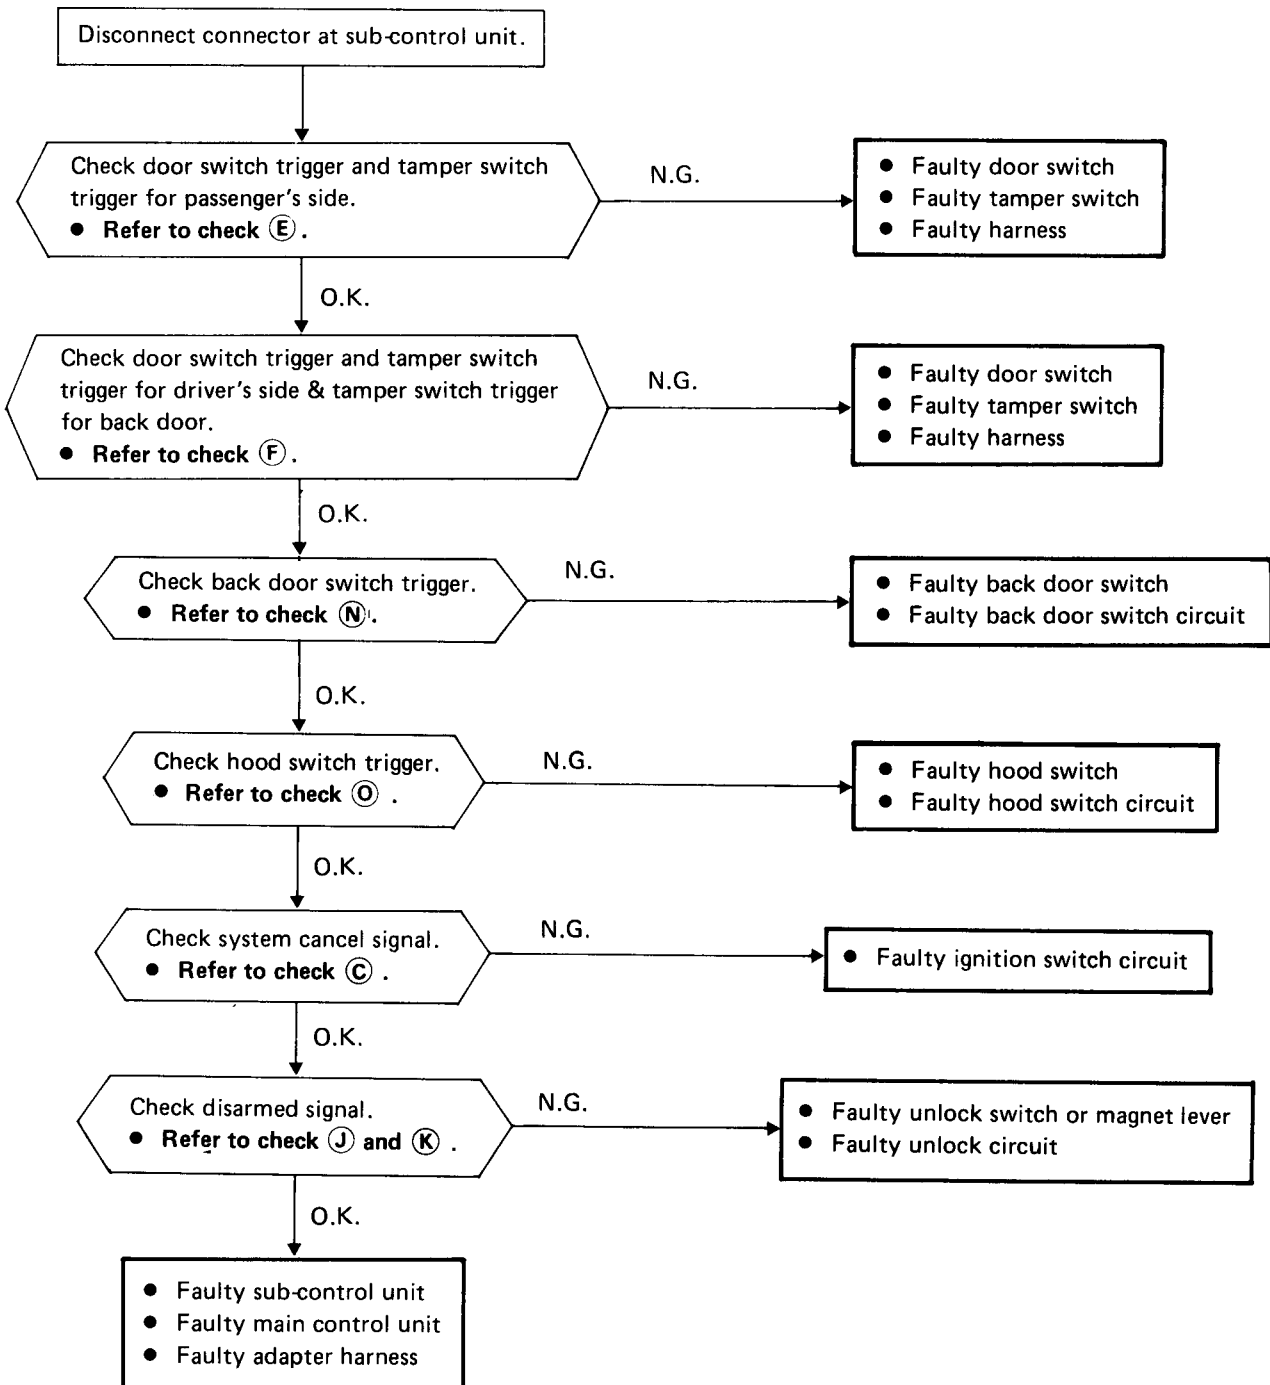 Disconnect connector at sub-control unit.
Check door switch trigger and tamper switch
trigger for passenger's side.
● Refer to check Ⓔ .
N.G.
● Faulty door switch
● Faulty tamper switch
● Faulty harness
O.K.
Check door switch trigger and tamper switch
trigger for driver's side & tamper switch trigger
for back door.
● Refer to check Ⓕ .
N.G.
● Faulty door switch
● Faulty tamper switch
● Faulty harness
O.K.
Check back door switch trigger.
● Refer to check Ⓝ .
N.G.
● Faulty back door switch
● Faulty back door switch circuit
O.K.
Check hood switch trigger.
● Refer to check Ⓞ .
N.G.
● Faulty hood switch
● Faulty hood switch circuit
O.K.
Check system cancel signal.
● Refer to check Ⓒ .
N.G.
● Faulty ignition switch circuit
O.K.
Check disarmed signal.
● Refer to check Ⓙ and Ⓚ .
N.G.
● Faulty unlock switch or magnet lever
● Faulty unlock circuit
O.K.
● Faulty sub-control unit
● Faulty main control unit
● Faulty adapter harness